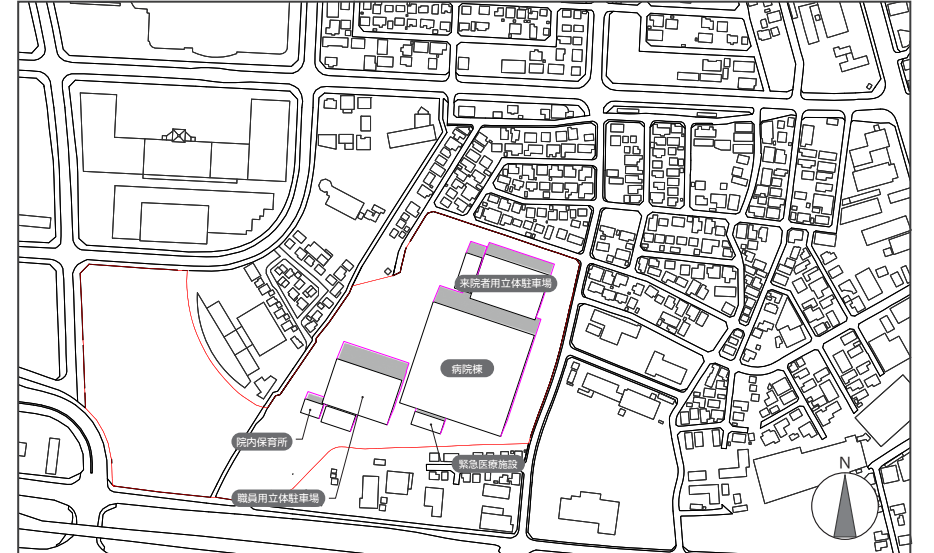 来院者用立体駐車場
病院棟
院内保育所
緊急医療施設
職員用立体駐車場
N